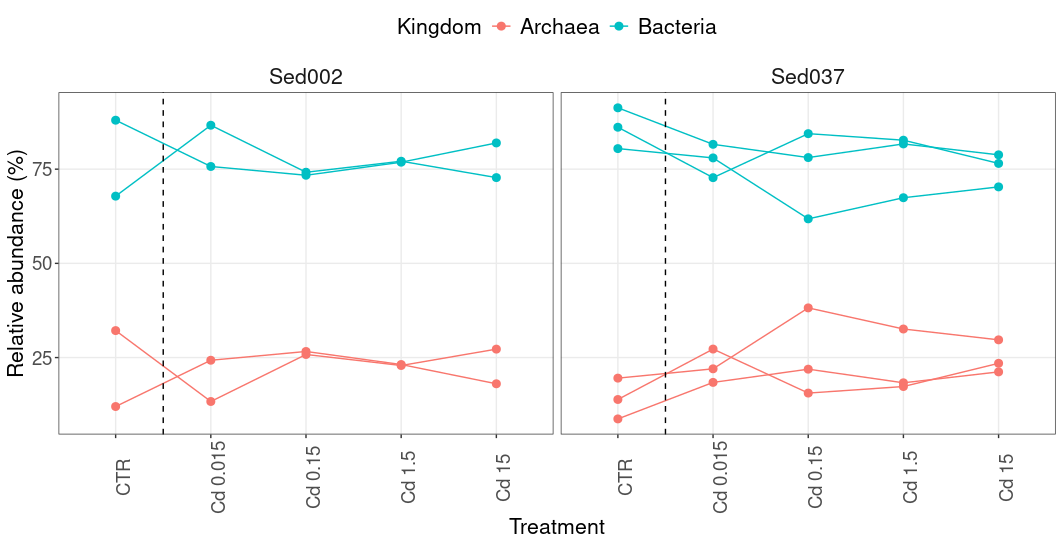 Kingdom Archaea Bacteria
Sed002 Sed037
Relative abundance (%)
75
50
25
CTR Cd 0.015 Cd 0.15 Cd 1.5 Cd 15 CTR Cd 0.015 Cd 0.15 Cd 1.5 Cd 15
Treatment